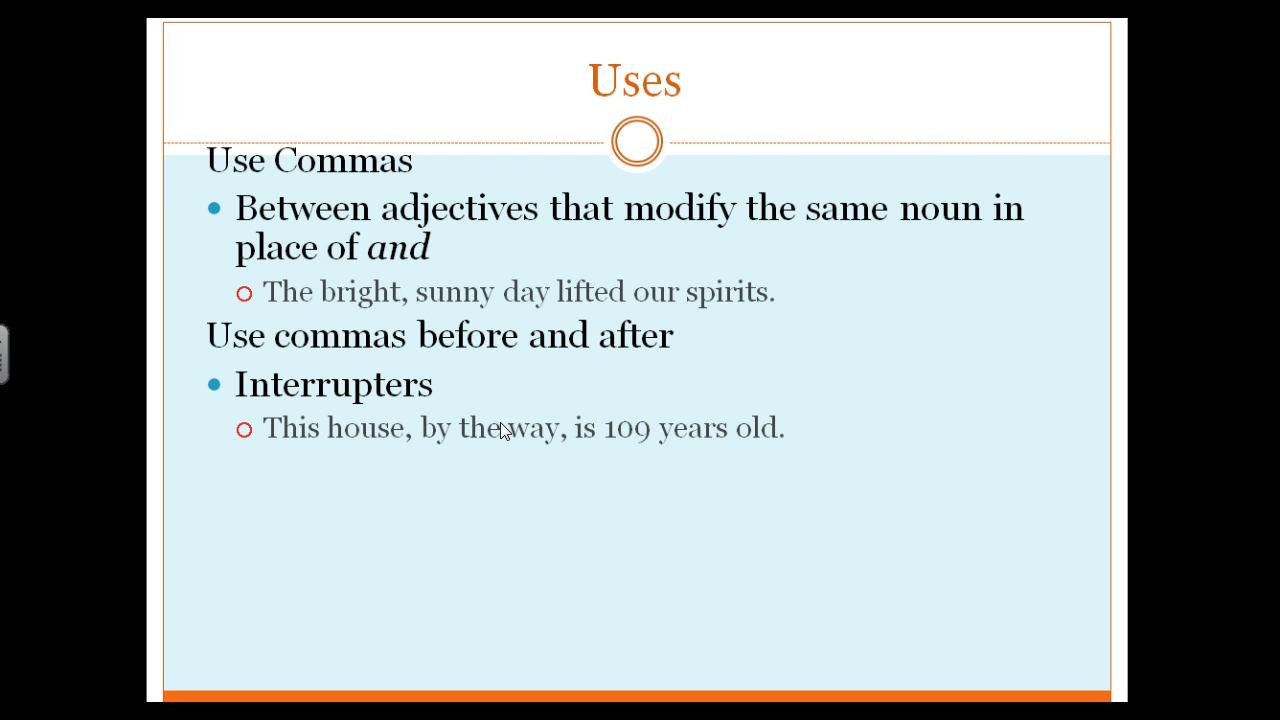 Uses
Use Commas
Between adjectives that modify the same noun in
place of and
The bright, sunny day lifted our spirits.
Use commas before and after
Interrupters
This house, by the way, is 109 years old.